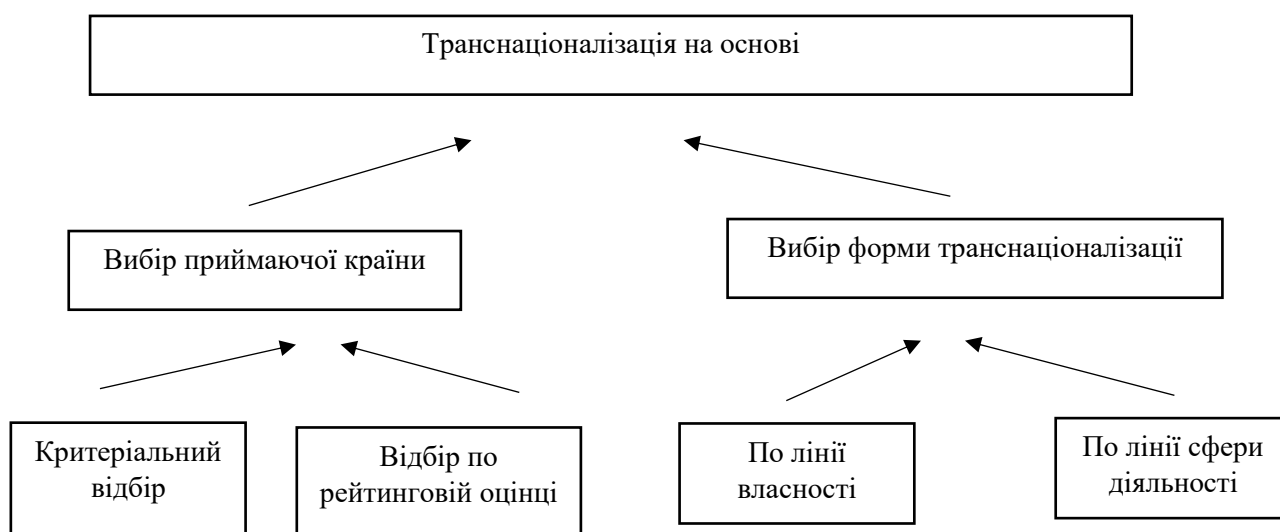 Транснаціоналізація на основі
Вибір приймаючої країни
Вибір форми транснаціоналізації
Критеріальний
відбір
Відбір по
рейтинговій оцінці
По лінії
власності
По лінії сфери
діяльності